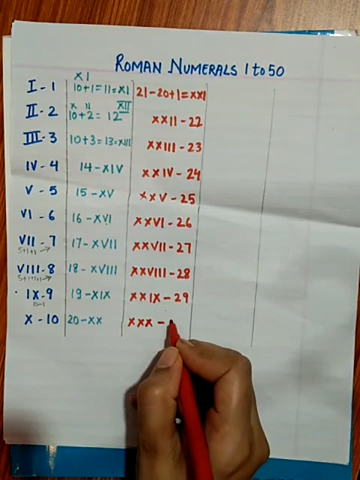 ROMAN NUMERALS 1 to 50
I - 1
II - 2
III - 3
IV - 4
V - 5
VI - 6
VII - 7
5+1+1
VIII - 8
IX - 9
X - 10
XI
10+1=11=XI
X II XII
10+2= 12
10+3=13=XIII
14-XIV
15-XV
16-XVI
17-XVII
18-XVIII
19-XIX
20-XX
21-20+1=XXI
XXII-22
XXIII-23
XXIV-24
XXV-25
XXVI-26
XXVII-27
XXVIII-28
XXIX-29
XXX-